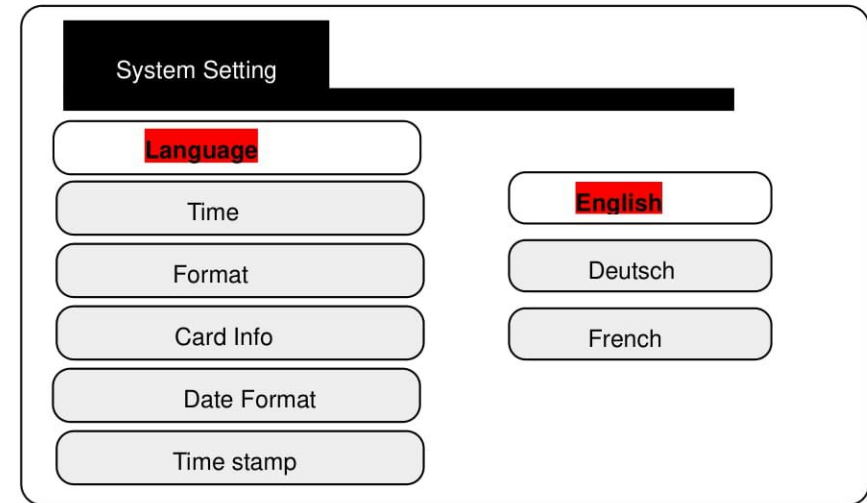 System Setting
Language
Time
Format
Card Info
Date Format
Time stamp
English
Deutsch
French